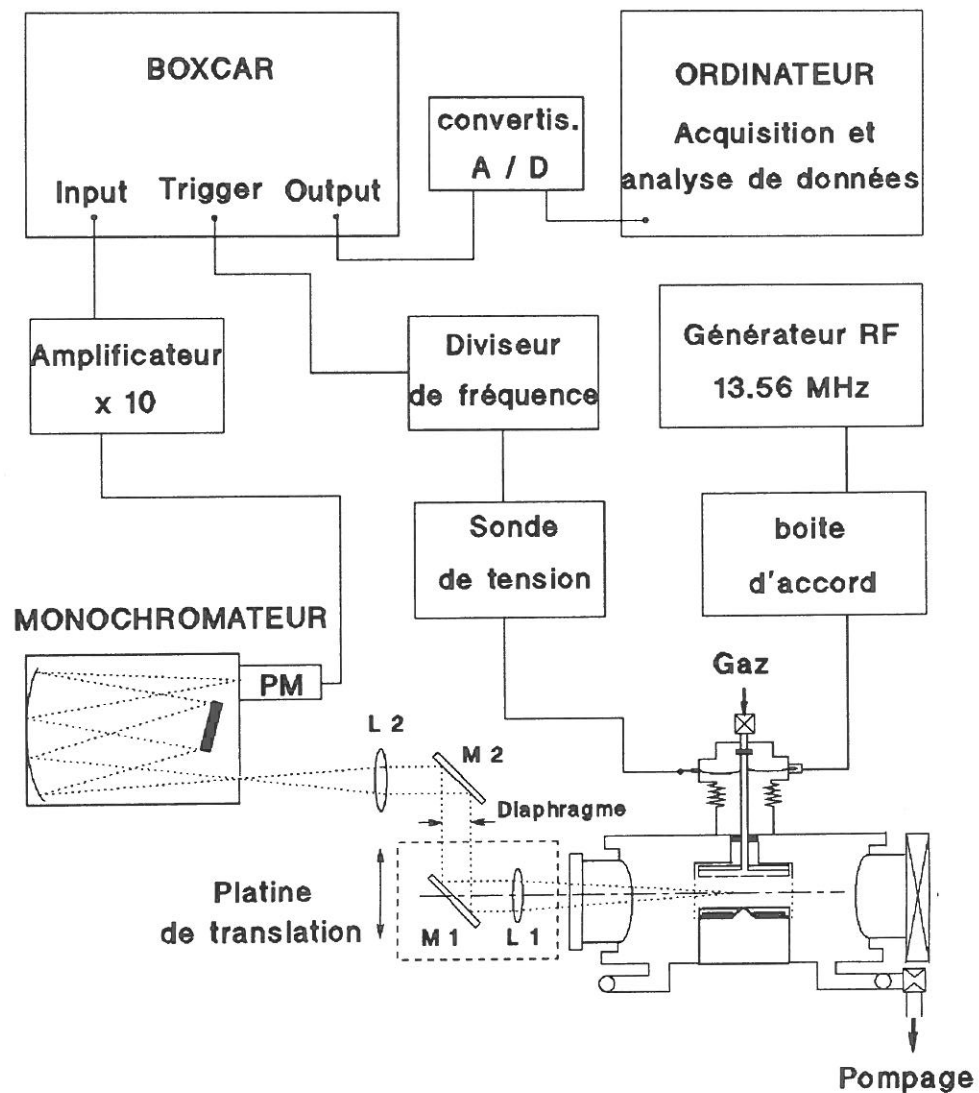 BOXCAR
Input Trigger Output
convertis.
A / D
ORDINATEUR
Acquisition et
analyse de données
Amplificateur
x 10
Diviseur
de fréquence
Générateur RF
13.56 MHz
Sonde
de tension
boite
d'accord
MONOCHROMATEUR
PM
Gaz
L 2
M 2
Diaphragme
Platine
de translation
M 1
L 1
Pompage